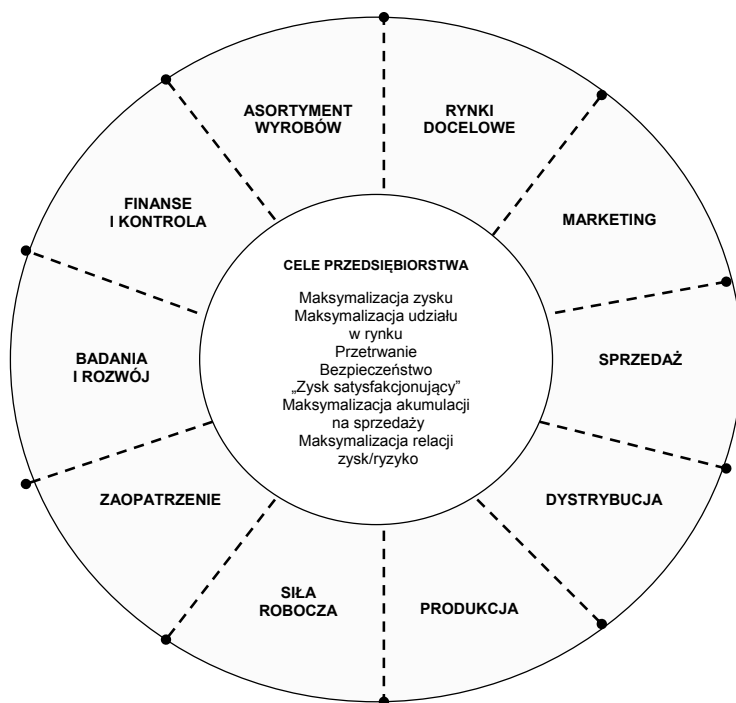 ASORTYMENT
WYROBÓW
RYNKI
DOCELOWE
MARKETING
SPRZEDAŻ
DYSTRYBUCJA
PRODUKCJA
SIŁA
ROBOCZA
ZAOPATRZENIE
BADANIA
I ROZWÓJ
FINANSE
I KONTROLA
CELE PRZEDSIĘBIORSTWA
Maksymalizacja zysku
Maksymalizacja udziału
w rynku
Przetrwanie
Bezpieczeństwo
„Zysk satysfakcjonujący”
Maksymalizacja akumulacji
na sprzedaży
Maksymalizacja relacji
zysk/ryzyko